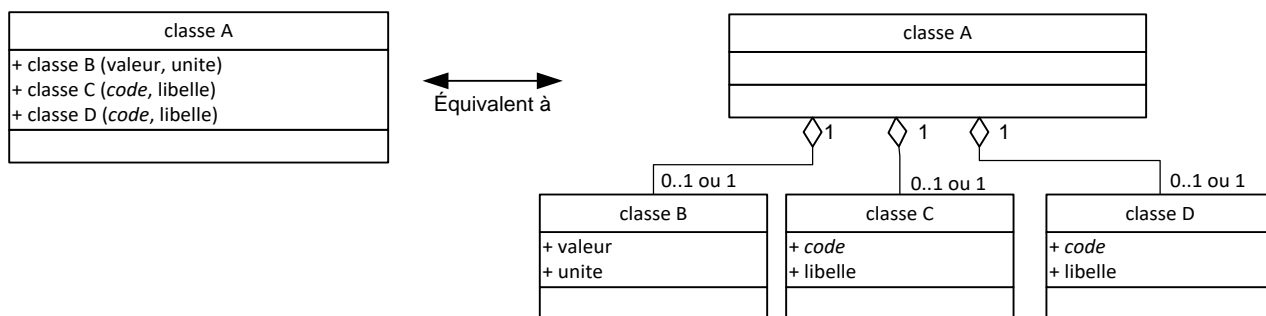 classe A
+ classe B (valeur, unite)
+ classe C (code, libelle)
+ classe D (code, libelle)
Équivalent à
classe A
1
1
1
0..1 ou 1
0..1 ou 1
0..1 ou 1
classe B
+ valeur
+ unite
classe C
+ code
+ libelle
classe D
+ code
+ libelle